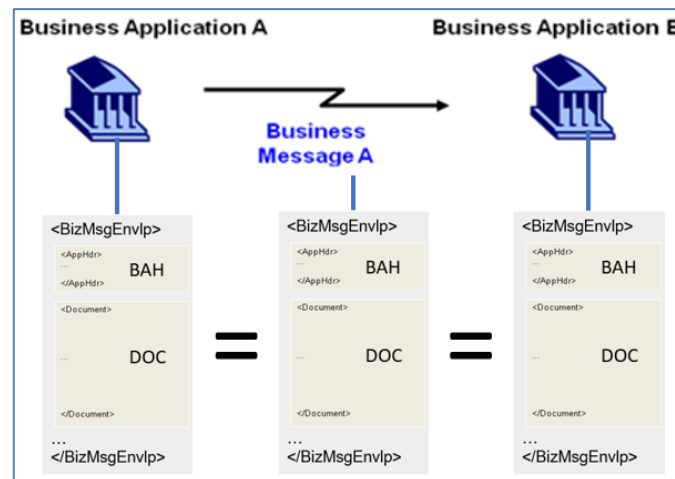 Business Application A
Business Application
Business
Message A
<BizMsgEnvlp>
<AppHdr>
...
BAH
</AppHdr>
<Document>
...
DOC
</Document>
...
</BizMsgEnvlp>
=
<BizMsgEnvlp>
<AppHdr>
...
BAH
</AppHdr>
<Document>
...
DOC
</Document>
...
</BizMsgEnvlp>
=
<BizMsgEnvlp>
<AppHdr>
...
BAH
</AppHdr>
<Document>
...
DOC
</Document>
...
</BizMsgEnvlp>